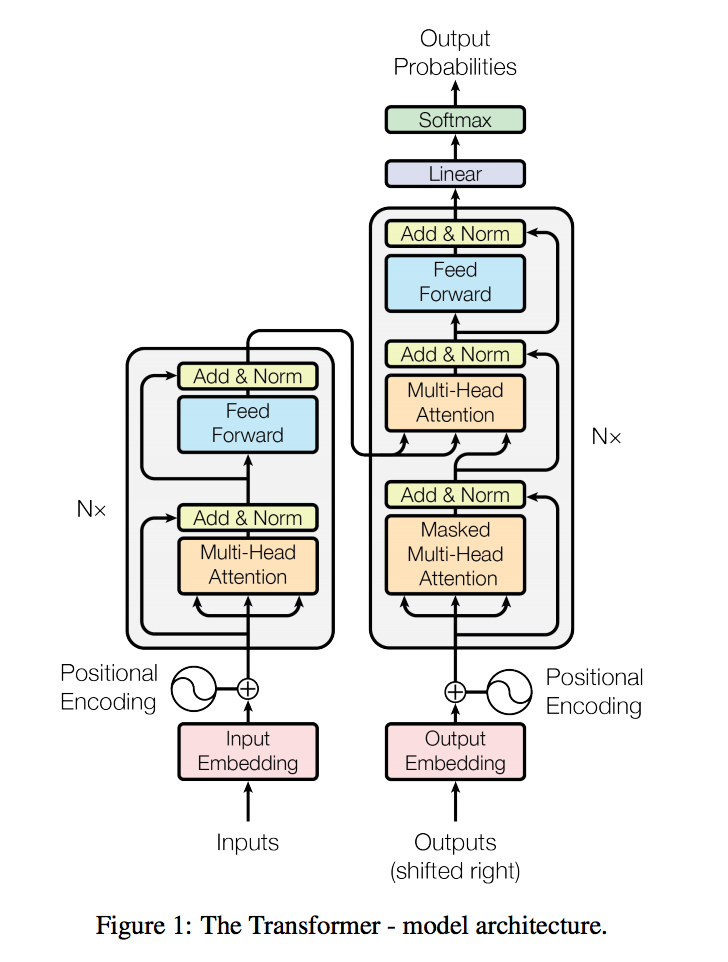 Output
Probabilities
Softmax
Linear
Add & Norm
Feed
Forward
Add & Norm
Multi-Head
Attention
Add & Norm
Masked
Multi-Head
Attention
Nx
Positional
Encoding
Output
Embedding
Outputs
(shifted right)
Add & Norm
Feed
Forward
Add & Norm
Multi-Head
Attention
Nx
Positional
Encoding
Input
Embedding
Inputs
Figure 1: The Transformer - model architecture.